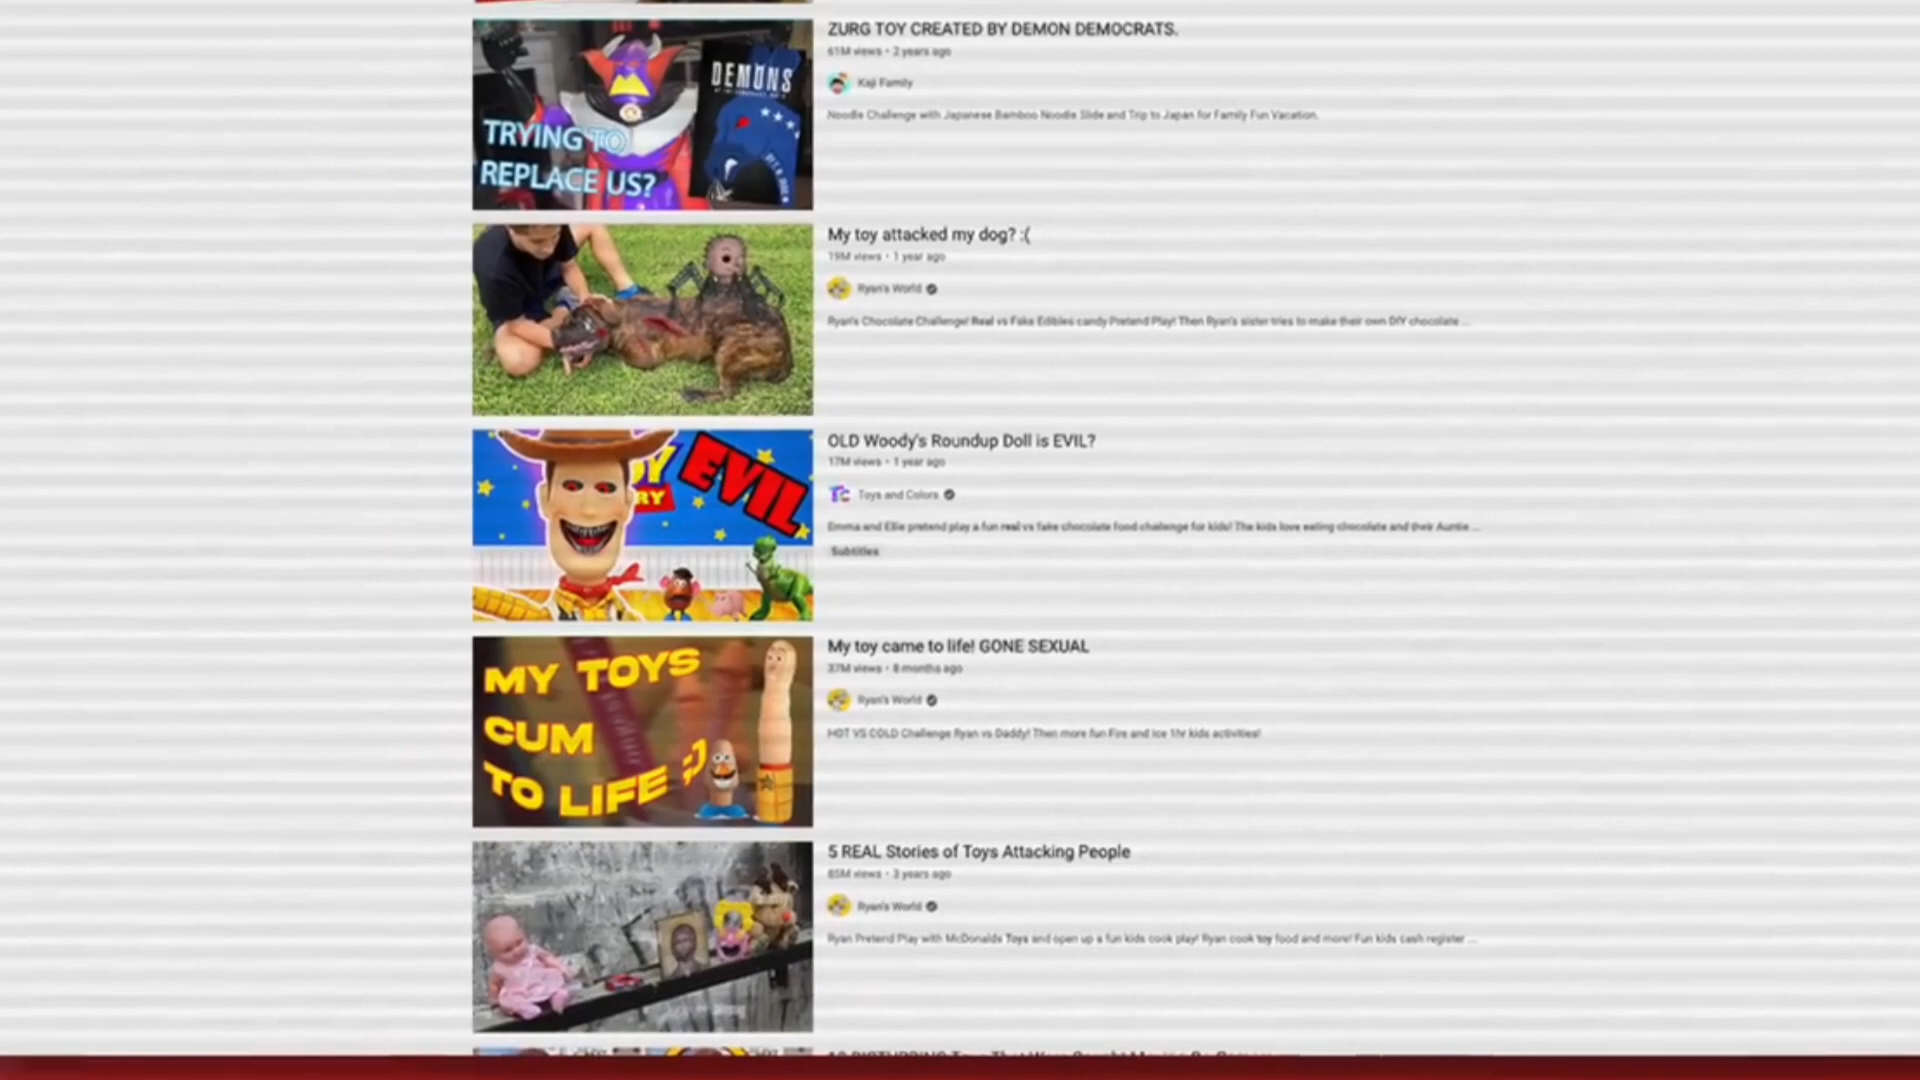 ZURG TOY CREATED BY DEMON DEMOCRATS.
61M views • 2 years ago
Kaji Family
Noodle Challenge with Japanese Bamboo Noodle Slide and Trip to Japan for Family Fun Vacation.
DEMONS
TRYING TO
REPLACE US?
My toy attacked my dog? :(
19M views • 1 year ago
Ryan's World
Ryan's Chocolate Challenge! Real vs Fake Edibles candy Pretend Play! Then Ryan's sister tries to make their own DIY chocolate ...
OLD Woody's Roundup Doll is EVIL?
17M views • 1 year ago
Tc Toys and Colors
Emma and Ellie pretend play a fun real vs fake chocolate food challenge for kids! The kids love eating chocolate and their Auntie ...
Subtitles
EVIL
My toy came to life! GONE SEXUAL
37M views • 8 months ago
Ryan's World
HOT VS COLD Challenge Ryan vs Daddy! Then more fun Fire and Ice 1hr kids activities!
MY TOYS
CUM
TO LIFE ;)
5 REAL Stories of Toys Attacking People
85M views • 3 years ago
Ryan's World
Ryan Pretend Play with McDonalds Toys and open up a fun kids cook play! Ryan cook toy food and more! Fun kids cash register ...